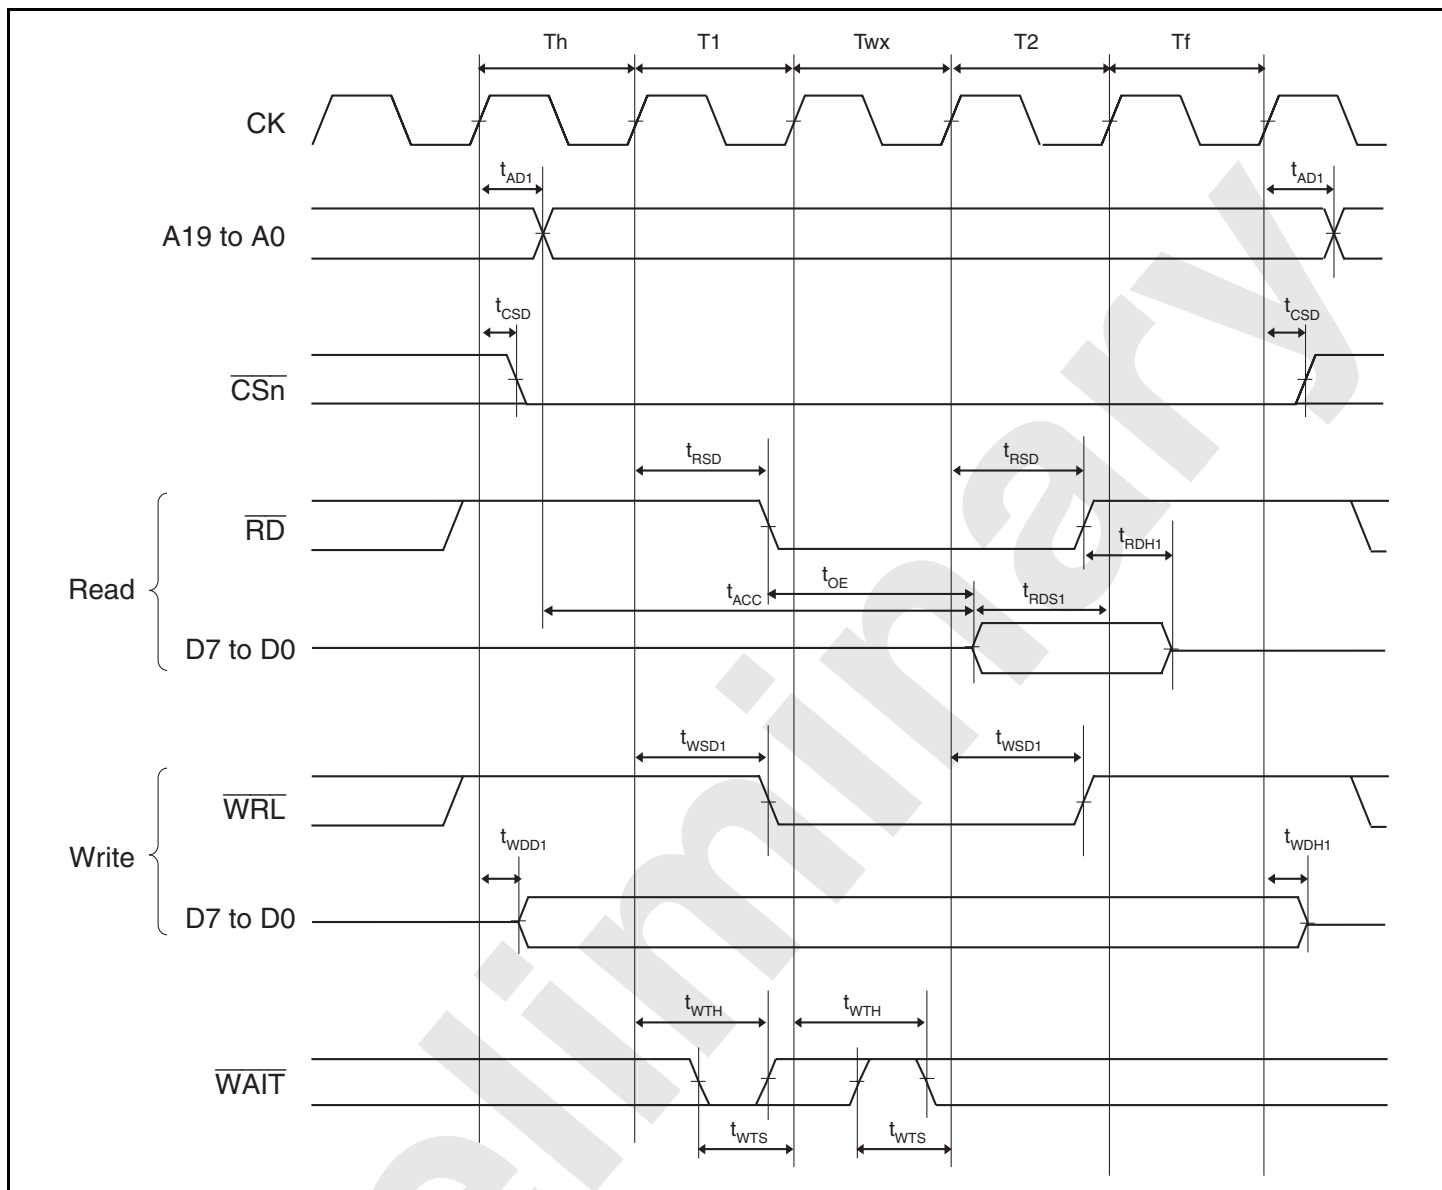 Th T1 Twx T2 Tf
CK
tAD1 tAD1
A19 to A0
tCSD tCSD
CSn
tRSD tRSD
RD
tRDH1
Read
tOE
tACC tRDS1
D7 to D0
tWSD1 tWSD1
WRL
tWDD1 tWDH1
Write
D7 to D0
tWTH tWTH
WAIT
tWTS tWTS
eliminary